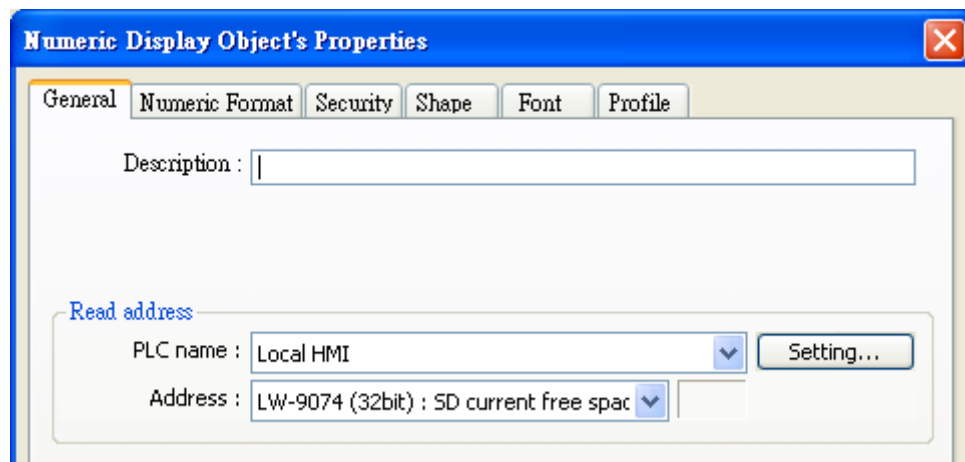 Numeric Display Object's Properties
General Numeric Format Security Shape Font Profile
Description :
Read address
PLC name : Local HMI Setting...
Address : LW-9074 (32bit) : SD current free spac